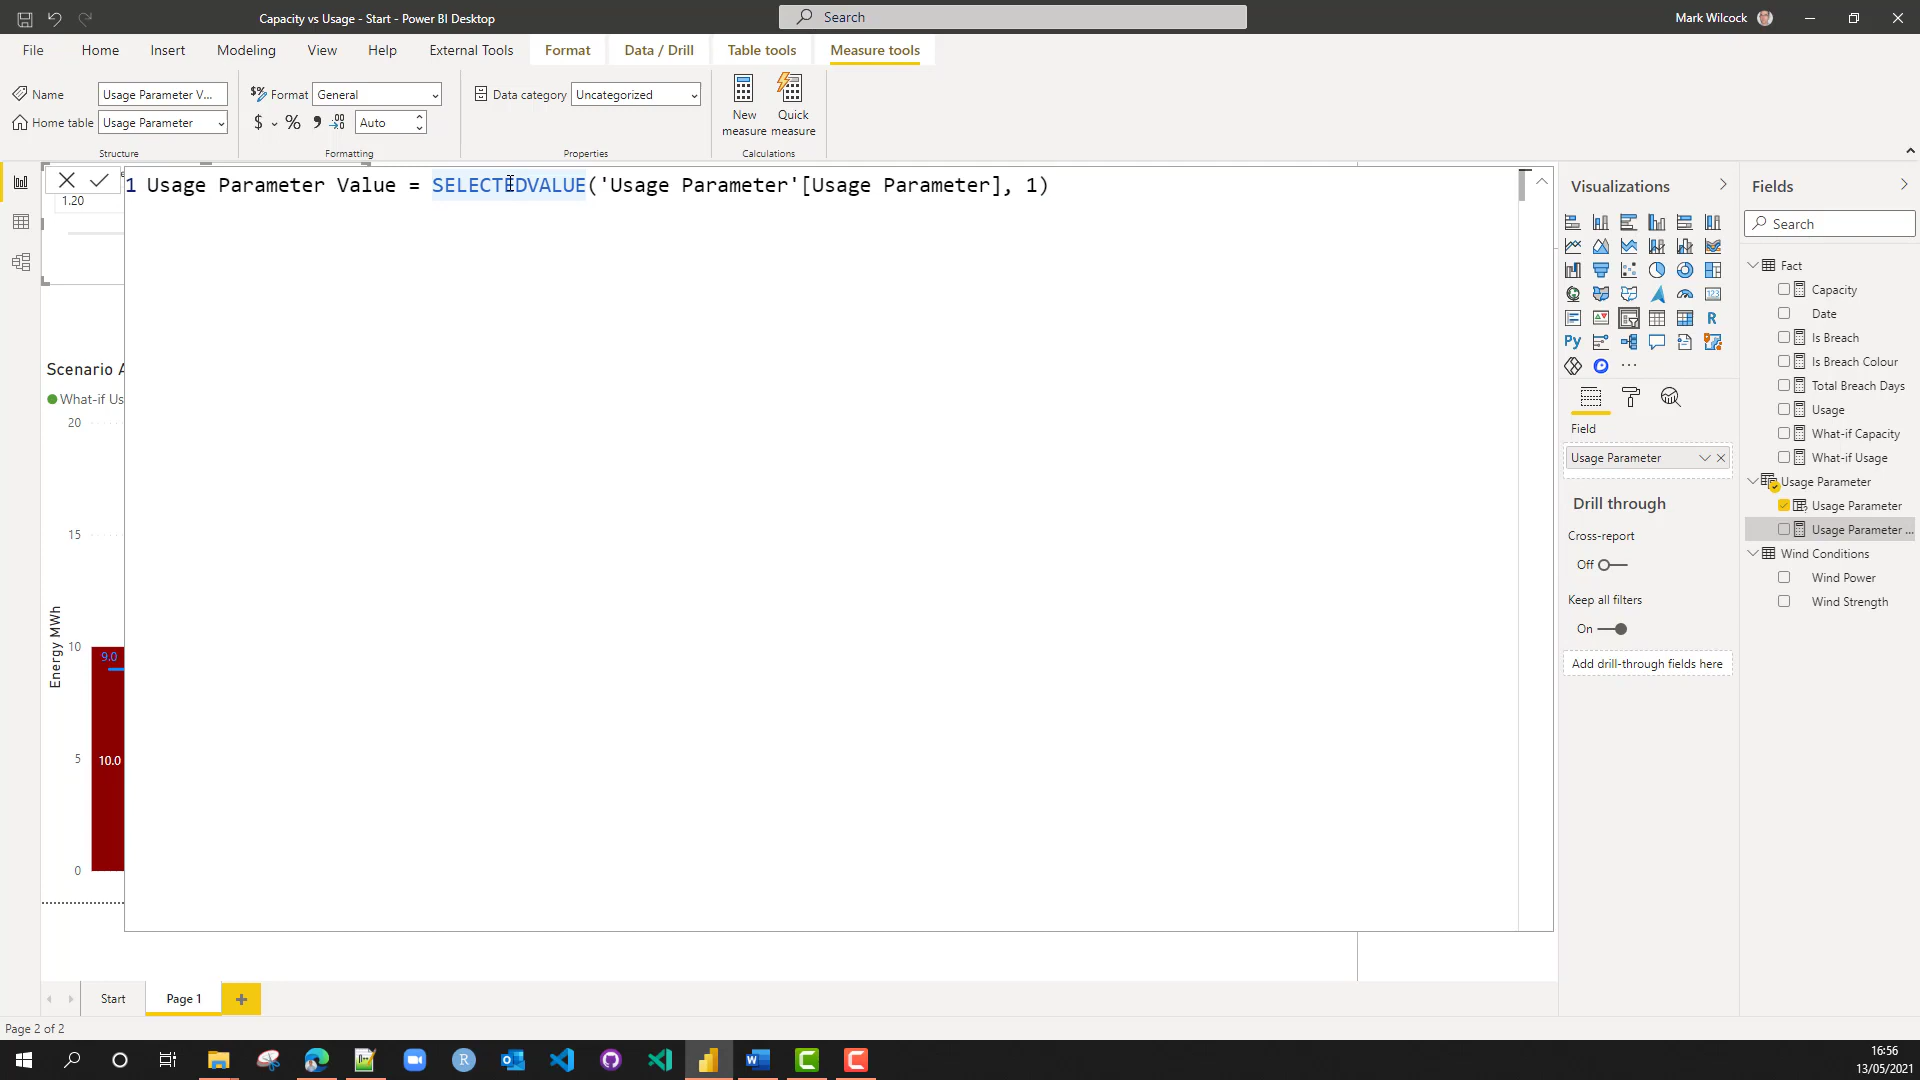 Capacity vs Usage - Start - Power BI Desktop
Search
Mark Wilcock
File
Home
Insert
Modeling
View
Help
External Tools
Format
Data / Drill
Table tools
Measure tools
Name
Usage Parameter V...
Home table
Usage Parameter
Structure
Format
General
$
%
Auto
Formatting
Data category
Uncategorized
Properties
New measure
Quick measure
Calculations
1 Usage Parameter Value = SELECTEDVALUE('Usage Parameter'[Usage Parameter], 1)
1.20
Scenario A
What-if Us
20
15
10
5
0
Energy MWh
9.0
10.0
Visualizations
R
Py
123
Field
Usage Parameter
Drill through
Cross-report
Off
Keep all filters
On
Add drill-through fields here
Fields
Search
Fact
Capacity
Date
Is Breach
Is Breach Colour
Total Breach Days
Usage
What-if Capacity
What-if Usage
Usage Parameter
Usage Parameter
Usage Parameter ...
Wind Conditions
Wind Power
Wind Strength
Start
Page 1
Page 2 of 2
16:56
13/05/2021